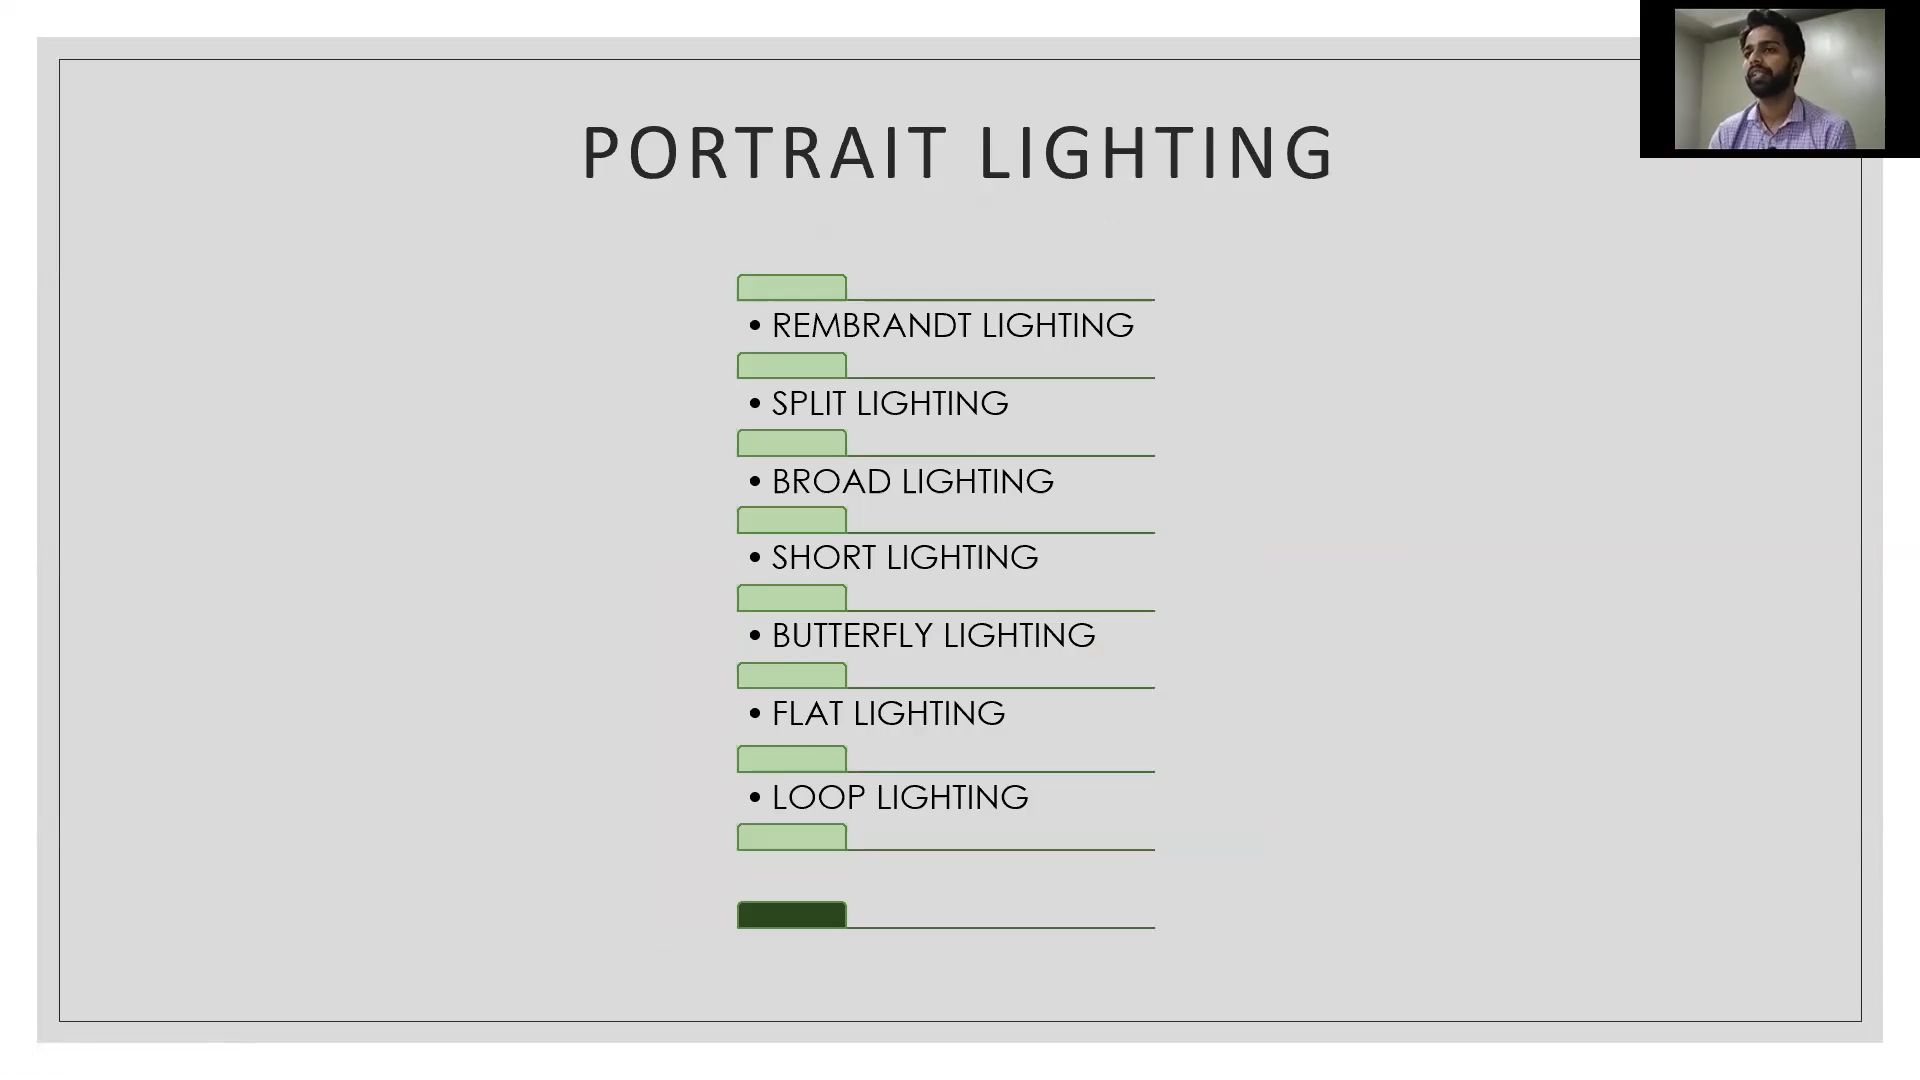 PORTRAIT LIGHTING
• REMBRANDT LIGHTING
• SPLIT LIGHTING
• BROAD LIGHTING
• SHORT LIGHTING
• BUTTERFLY LIGHTING
• FLAT LIGHTING
• LOOP LIGHTING